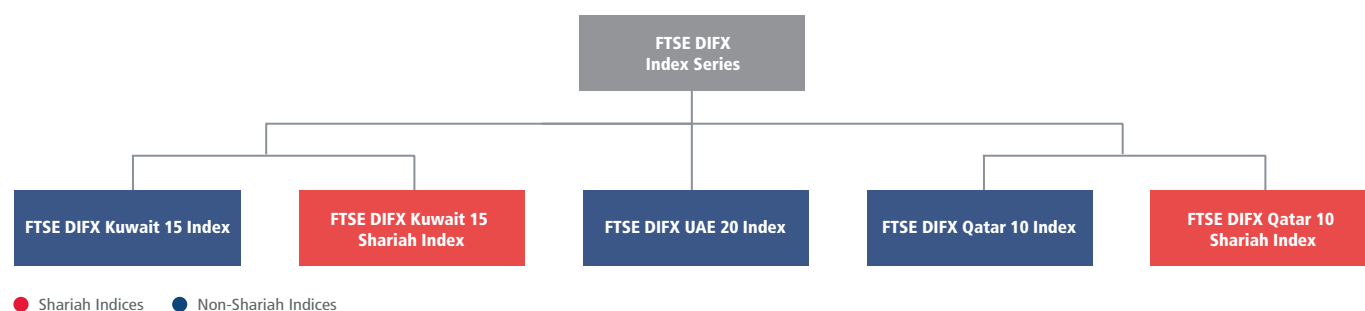 FTSE DIFX
Index Series
FTSE DIFX Kuwait 15 Index
FTSE DIFX Kuwait 15
Shariah Index
FTSE DIFX UAE 20 Index
FTSE DIFX Qatar 10 Index
FTSE DIFX Qatar 10
Shariah Index
Shariah Indices
Non-Shariah Indices